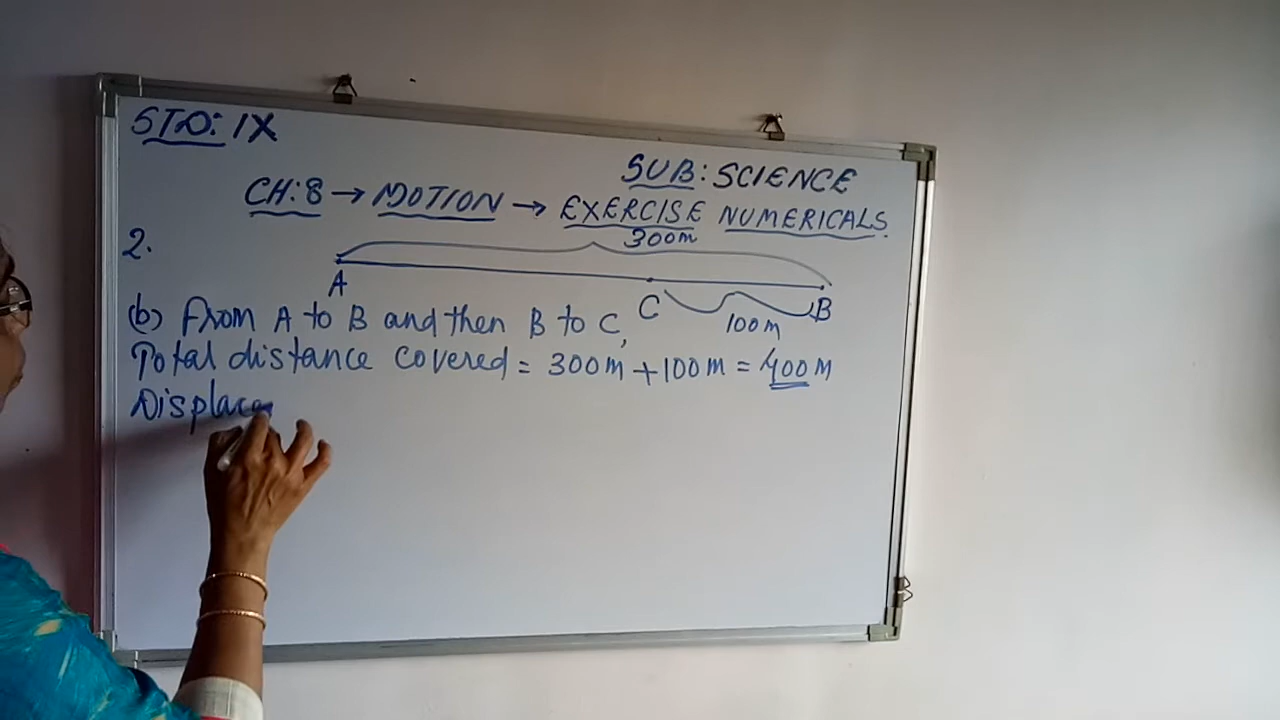 STD: IX
SUB: SCIENCE
CH:8 → MOTION → EXERCISE NUMERICALS.
2.
300m
A
C
B
100m
(b) From A to B and then B to C,
Total distance covered = 300m + 100m = 400m
Displace